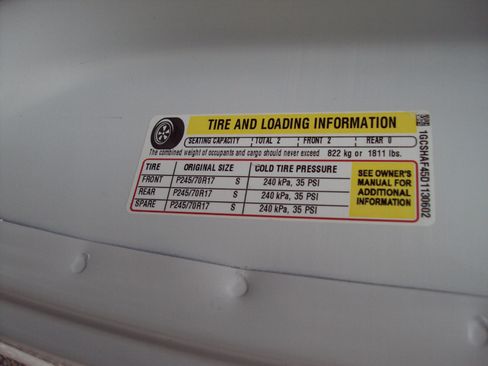 TIRE AND LOADING INFORMATION
SEATING CAPACITY TOTAL 2 FRONT 2 REAR 0
The combined weight of occupants and cargo should never exceed 822 kg or 1811 lbs.
TIRE ORIGINAL SIZE COLD TIRE PRESSURE
FRONT P245/70R17 S 240 kPa, 35 PSI
REAR P245/70R17 S 240 kPa, 35 PSI
SPARE P245/70R17 S 240 kPa, 35 PSI
SEE OWNER'S
MANUAL FOR
ADDITIONAL
INFORMATION